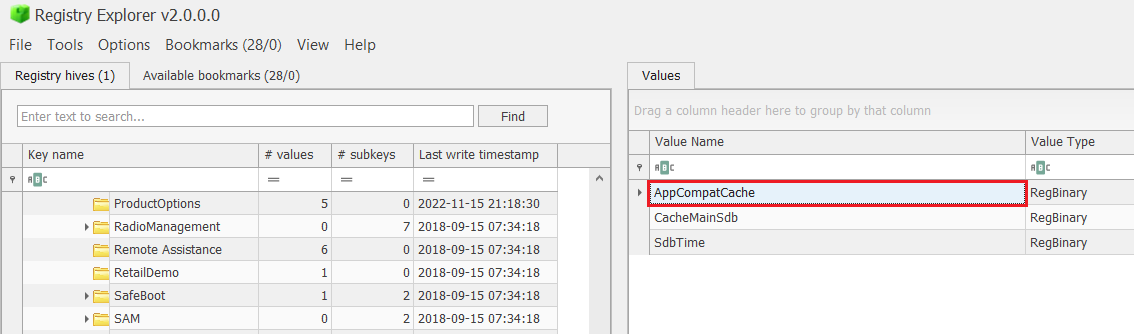 Registry Explorer v2.0.0.0
File Tools Options Bookmarks (28/0) View Help
Registry hives (1) Available bookmarks (28/0)
Enter text to search... Find
Key name # values # subkeys Last write timestamp
ABC = = =
ProductOptions 5 0 2022-11-15 21:18:30
RadioManagement 0 7 2018-09-15 07:34:18
Remote Assistance 6 0 2018-09-15 07:34:18
RetailDemo 1 0 2018-09-15 07:34:18
SafeBoot 1 2 2018-09-15 07:34:18
SAM 0 2 2018-09-15 07:34:18
Values
Drag a column header here to group by that column
Value Name Value Type
ABC ABC
AppCompatCache RegBinary
CacheMainSdb RegBinary
SdbTime RegBinary